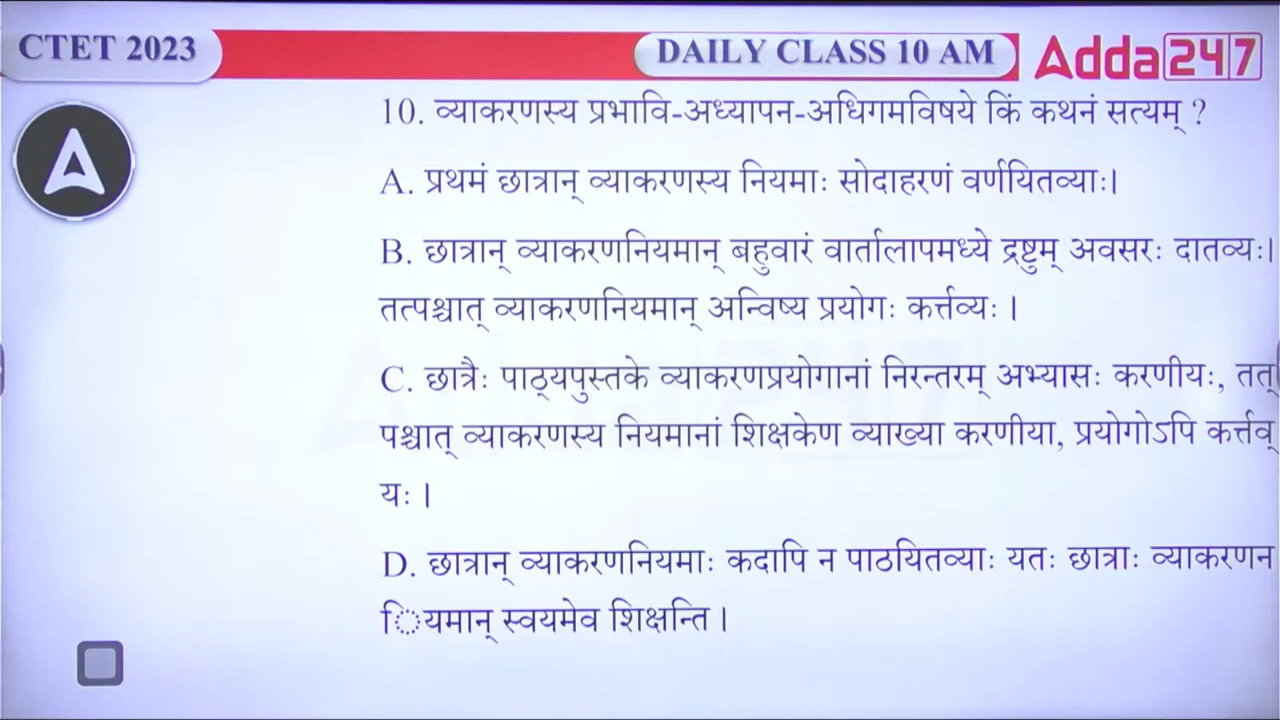 CTET 2023
DAILY CLASS 10 AM
Adda247
10. व्याकरणस्य प्रभावि-अध्यापन-अधिगमविषये किं कथनं सत्यम् ?
A. प्रथमं छात्रान् व्याकरणस्य नियमाः सोदाहरणं वर्णयितव्याः।
B. छात्रान् व्याकरणनियमान् बहुवारं वार्तालापमध्ये द्रष्टुम् अवसरः दातव्यः।
तत्पश्चात् व्याकरणनियमान् अन्विष्य प्रयोगः कर्त्तव्यः ।
C. छात्रैः पाठ्यपुस्तके व्याकरणप्रयोगानां निरन्तरम् अभ्यासः करणीयः, तत्
पश्चात् व्याकरणस्य नियमानां शिक्षकेण व्याख्या करणीया, प्रयोगोऽपि कर्त्तव्
यः ।
D. छात्रान् व्याकरणनियमाः कदापि न पाठयितव्याः यतः छात्राः व्याकरणन
ियमान् स्वयमेव शिक्षन्ति ।